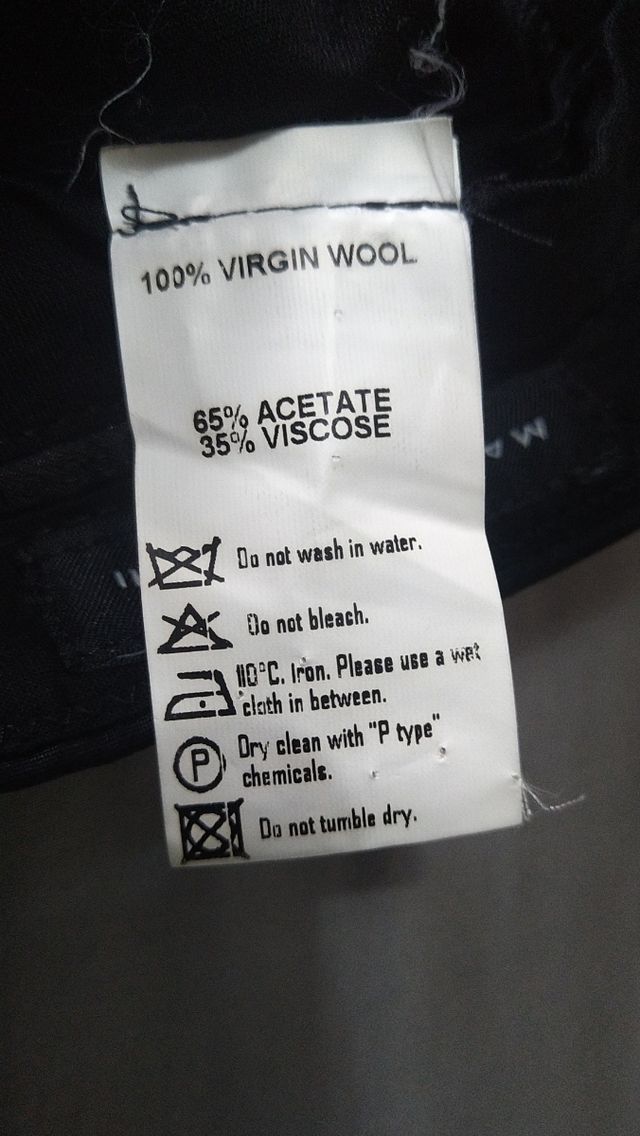 100% VIRGIN WOOL
65% ACETATE
35% VISCOSE
Do not wash in water.
Do not bleach.
110°C. Iron. Please use a wet
cloth in between.
P
Dry clean with "P type"
chemicals.
Do not tumble dry.